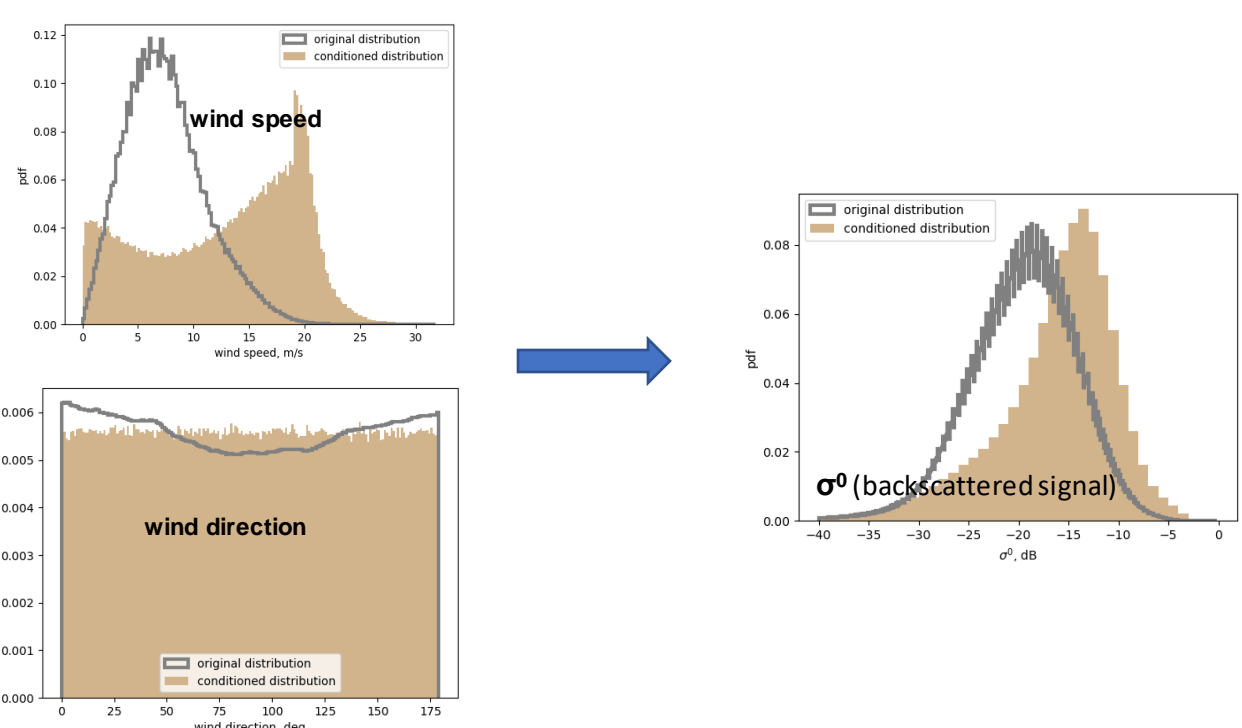 0.12
0.10
0.08
0.06
0.04
0.02
0.00
pdf
original distribution
conditioned distribution
wind speed
0 5 10 15 20 25 30
wind speed, m/s
0.006
0.005
0.004
0.003
0.002
0.001
0.000
wind direction
original distribution
conditioned distribution
0 25 50 75 100 125 150 175
wind direction, deg
0.08
0.06
0.04
0.02
0.00
pdf
original distribution
conditioned distribution
σ⁰ (backscattered signal)
−40 −35 −30 −25 −20 −15 −10 −5 0
σ⁰, dB